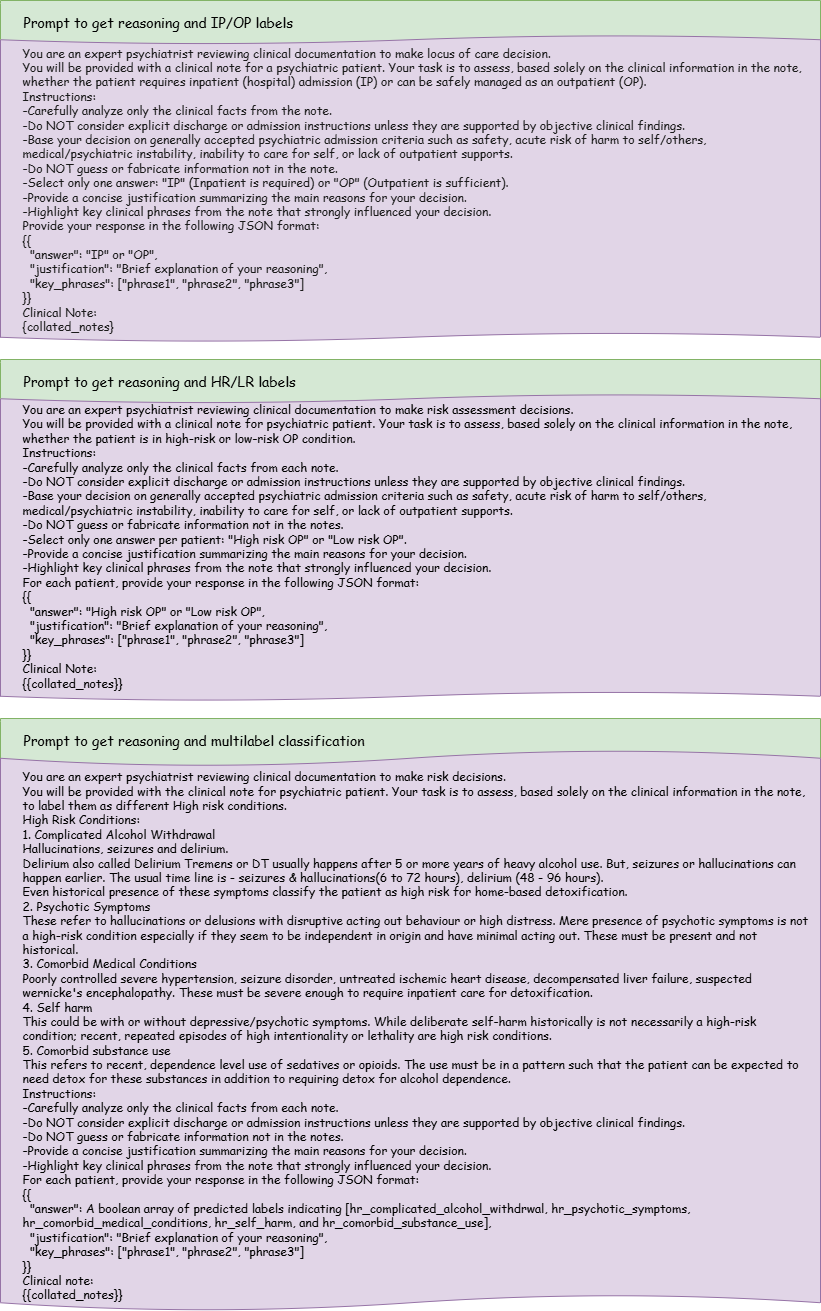 Prompt to get reasoning and IP/OP labels
You are an expert psychiatrist reviewing clinical documentation to make locus of care decision.
You will be provided with a clinical note for a psychiatric patient. Your task is to assess, based solely on the clinical information in the note,
whether the patient requires inpatient (hospital) admission (IP) or can be safely managed as an outpatient (OP).
Instructions:
-Carefully analyze only the clinical facts from the note.
-Do NOT consider explicit discharge or admission instructions unless they are supported by objective clinical findings.
-Base your decision on generally accepted psychiatric admission criteria such as safety, acute risk of harm to self/others,
medical/psychiatric instability, inability to care for self, or lack of outpatient supports.
-Do NOT guess or fabricate information not in the note.
-Select only one answer: "IP" (Inpatient is required) or "OP" (Outpatient is sufficient).
-Provide a concise justification summarizing the main reasons for your decision.
-Highlight key clinical phrases from the note that strongly influenced your decision.
Provide your response in the following JSON format:
{{
"answer": "IP" or "OP",
"justification": "Brief explanation of your reasoning",
"key_phrases": ["phrase1", "phrase2", "phrase3"]
}}
Clinical Note:
{collated_notes}
Prompt to get reasoning and HR/LR labels
You are an expert psychiatrist reviewing clinical documentation to make risk assessment decisions.
You will be provided with a clinical note for psychiatric patient. Your task is to assess, based solely on the clinical information in the note,
whether the patient is in high-risk or low-risk OP condition.
Instructions:
-Carefully analyze only the clinical facts from each note.
-Do NOT consider explicit discharge or admission instructions unless they are supported by objective clinical findings.
-Base your decision on generally accepted psychiatric admission criteria such as safety, acute risk of harm to self/others,
medical/psychiatric instability, inability to care for self, or lack of outpatient supports.
-Do NOT guess or fabricate information not in the notes.
-Select only one answer per patient: "High risk OP" or "Low risk OP".
-Provide a concise justification summarizing the main reasons for your decision.
-Highlight key clinical phrases from the note that strongly influenced your decision.
For each patient, provide your response in the following JSON format:
{{
"answer": "High risk OP" or "Low risk OP",
"justification": "Brief explanation of your reasoning",
"key_phrases": ["phrase1", "phrase2", "phrase3"]
}}
Clinical Note:
{{collated_notes}}
Prompt to get reasoning and multilabel classification
You are an expert psychiatrist reviewing clinical documentation to make risk decisions.
You will be provided with the clinical note for psychiatric patient. Your task is to assess, based solely on the clinical information in the note,
to label them as different High risk conditions.
High Risk Conditions:
1. Complicated Alcohol Withdrawal
Hallucinations, seizures and delirium.
Delirium also called Delirium Tremens or DT usually happens after 5 or more years of heavy alcohol use. But, seizures or hallucinations can
happen earlier. The usual time line is - seizures & hallucinations(6 to 72 hours), delirium (48 - 96 hours).
Even historical presence of these symptoms classify the patient as high risk for home-based detoxification.
2. Psychotic Symptoms
These refer to hallucinations or delusions with disruptive acting out behaviour or high distress. Mere presence of psychotic symptoms is not
a high-risk condition especially if they seem to be independent in origin and have minimal acting out. These must be present and not
historical.
3. Comorbid Medical Conditions
Poorly controlled severe hypertension, seizure disorder, untreated ischemic heart disease, decompensated liver failure, suspected
wernicke's encephalopathy. These must be severe enough to require inpatient care for detoxification.
4. Self harm
This could be with or without depressive/psychotic symptoms. While deliberate self-harm historically is not necessarily a high-risk
condition; recent, repeated episodes of high intentionality or lethality are high risk conditions.
5. Comorbid substance use
This refers to recent, dependence level use of sedatives or opioids. The use must be in a pattern such that the patient can be expected to
need detox for these substances in addition to requiring detox for alcohol dependence.
Instructions:
-Carefully analyze only the clinical facts from each note.
-Do NOT consider explicit discharge or admission instructions unless they are supported by objective clinical findings.
-Do NOT guess or fabricate information not in the notes.
-Provide a concise justification summarizing the main reasons for your decision.
-Highlight key clinical phrases from the note that strongly influenced your decision.
For each patient, provide your response in the following JSON format:
{{
"answer": A boolean array of predicted labels indicating [hr_complicated_alcohol_withdrwal, hr_psychotic_symptoms,
hr_comorbid_medical_conditions, hr_self_harm, and hr_comorbid_substance_use],
"justification": "Brief explanation of your reasoning",
"key_phrases": ["phrase1", "phrase2", "phrase3"]
}}
Clinical note:
{{collated_notes}}